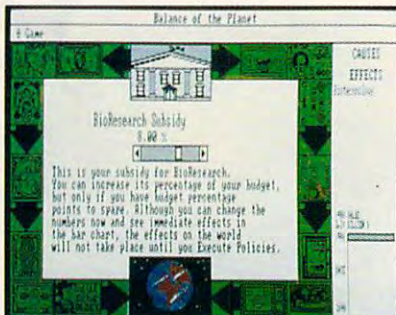 Balance of the Planet
Game
CAUSES
EFFECTS
BioResearch Subsidy
8.00 %
This is your subsidy for BioResearch.
You can increase its percentage of your budget,
but only if you have budget percentage
points to spare. Although you can change the
numbers now and see immediate effects in
the bar chart, the effects on the world
will not take place until you Execute Policies.